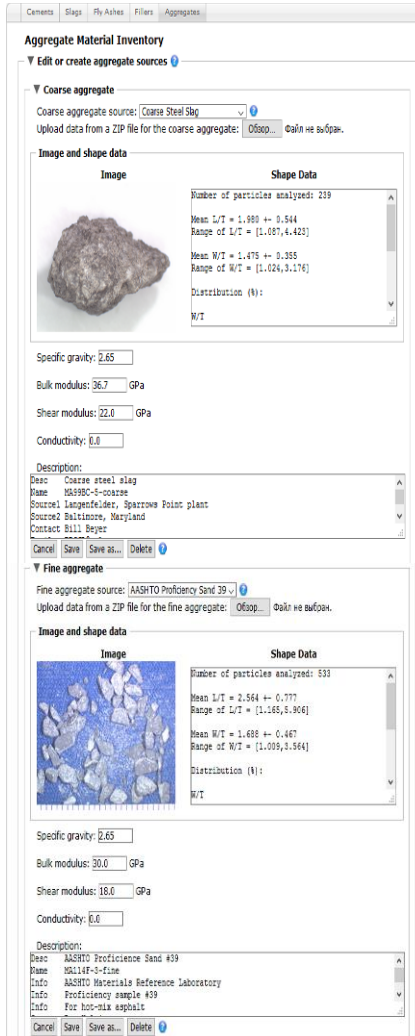 Cements Slags Fly Ashes Fillers Aggregates
Aggregate Material Inventory
▼ Edit or create aggregate sources ?
▼ Coarse aggregate
Coarse aggregate source: Coarse Steel Slag ?
Upload data from a ZIP file for the coarse aggregate: Обзор... Файл не выбран.
Image and shape data
Image Shape Data
Number of particles analyzed: 239
Mean L/T = 1.980 +- 0.544
Range of L/T = [1.087,4.423]
Mean W/T = 1.475 +- 0.355
Range of W/T = [1.024,3.176]
Distribution (%):
W/T
Specific gravity: 2.65
Bulk modulus: 36.7 GPa
Shear modulus: 22.0 GPa
Conductivity: 0.0
Description:
Desc Coarse steel slag
Name MA99BC-5-coarse
Source1 Langenfelder, Sparrows Point plant
Source2 Baltimore, Maryland
Contact Bill Beyer
Cancel Save Save as... Delete ?
▼ Fine aggregate
Fine aggregate source: AASHTO Proficiency Sand 39 ?
Upload data from a ZIP file for the fine aggregate: Обзор... Файл не выбран.
Image and shape data
Image Shape Data
Number of particles analyzed: 533
Mean L/T = 2.564 +- 0.777
Range of L/T = [1.165,5.906]
Mean W/T = 1.688 +- 0.467
Range of W/T = [1.009,3.564]
Distribution (%):
W/T
Specific gravity: 2.65
Bulk modulus: 30.0 GPa
Shear modulus: 18.0 GPa
Conductivity: 0.0
Description:
Desc AASHTO Proficience Sand #39
Name MA114F-3-fine
Info AASHTO Materials Reference Laboratory
Info Proficiency sample #39
Info For hot-mix asphalt
Cancel Save Save as... Delete ?